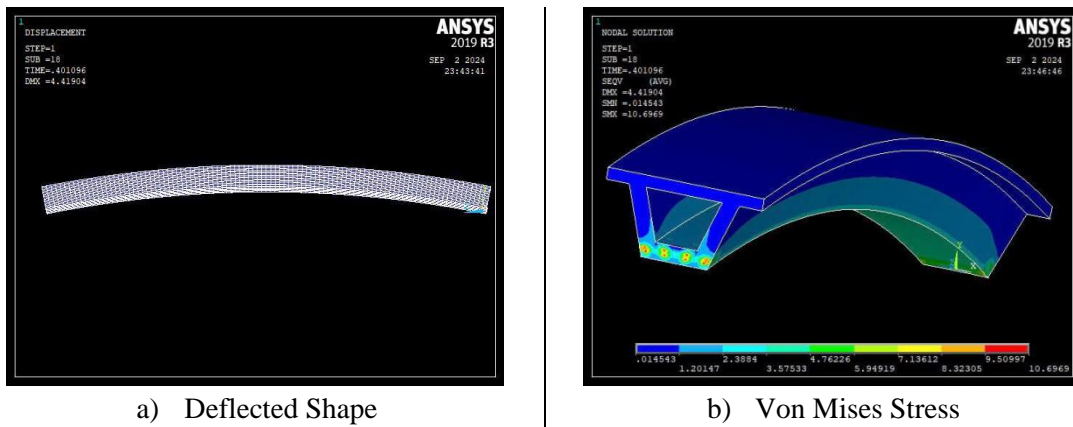 1
DISPLACEMENT
STEP=1
SUB =18
TIME=.401096
DMX =4.41904
ANSYS
2019 R3
SEP 2 2024
23:43:41
a) Deflected Shape
1
NODAL SOLUTION
STEP=1
SUB =18
TIME=.401096
SEQV (AVG)
DMX =4.41904
SMN =.014543
SMX =10.6969
ANSYS
2019 R3
SEP 2 2024
23:46:46
Y
X
.014543 2.3884 4.76226 7.13612 9.50997
1.20147 3.57533 5.94919 8.32305 10.6969
b) Von Mises Stress